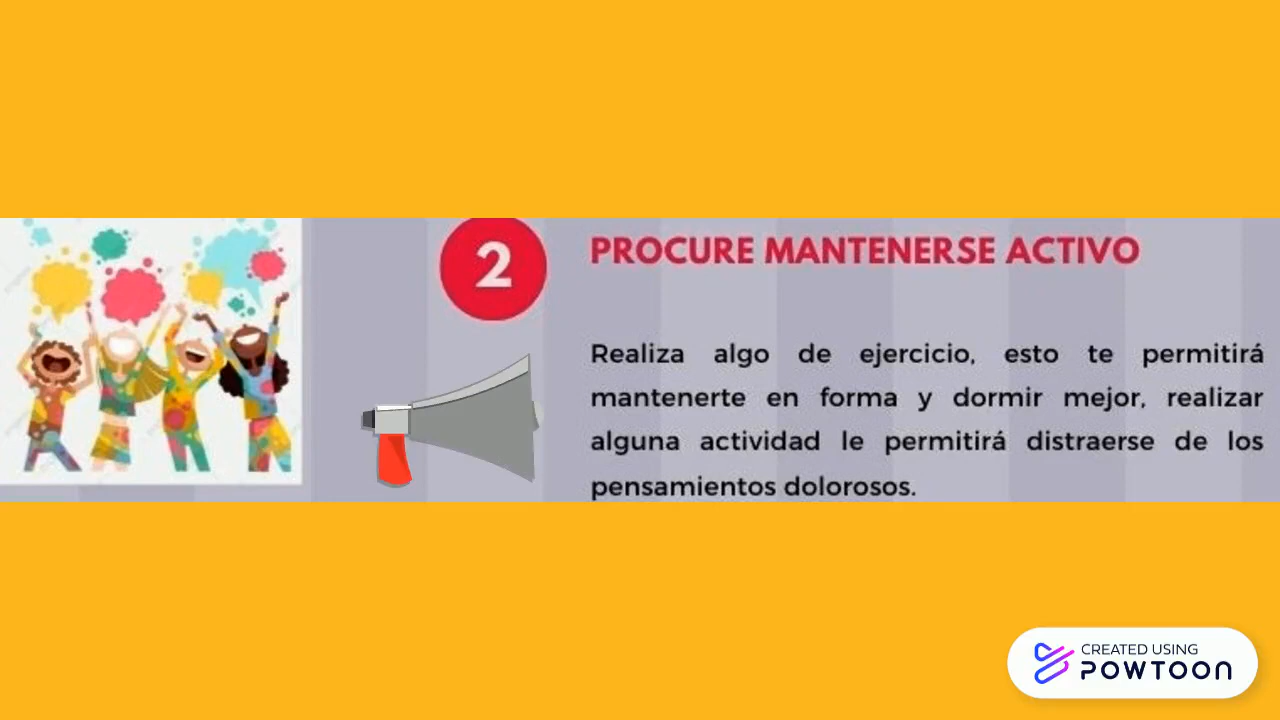 2
PROCURE MANTENERSE ACTIVO
Realiza algo de ejercicio, esto te permitirá
mantenerte en forma y dormir mejor, realizar
alguna actividad le permitirá distraerse de los
pensamientos dolorosos.
CREATED USING
POWTOON